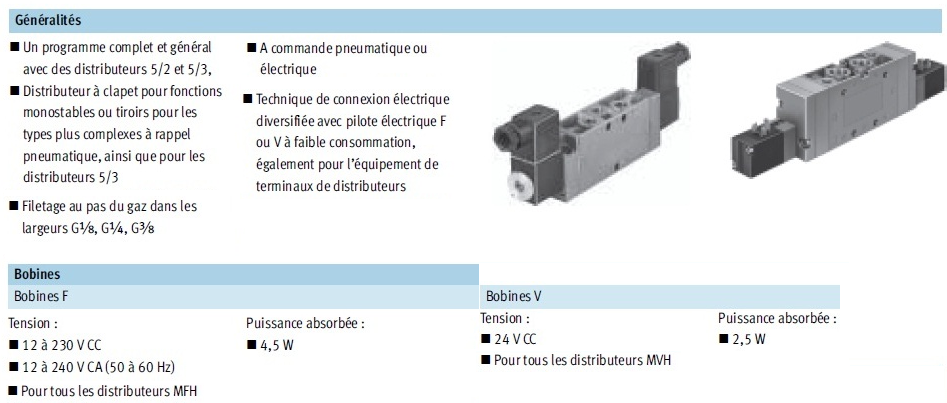 Généralités
■ Un programme complet et général
avec des distributeurs 5/2 et 5/3,
■ Distributeur à clapet pour fonctions
monostables ou tiroirs pour les
types plus complexes à rappel
pneumatique, ainsi que pour les
distributeurs 5/3
■ Filetage au pas du gaz dans les
largeurs G⅛, G¼, G⅜
■ A commande pneumatique ou
électrique
■ Technique de connexion électrique
diversifiée avec pilote électrique F
ou V à faible consommation,
également pour l'équipement de
terminaux de distributeurs
Bobines
Bobines F
Tension :
■ 12 à 230 V CC
■ 12 à 240 V CA (50 à 60 Hz)
■ Pour tous les distributeurs MFH
Puissance absorbée :
■ 4,5 W
Bobines V
Tension :
■ 24 V CC
■ Pour tous les distributeurs MVH
Puissance absorbée :
■ 2,5 W